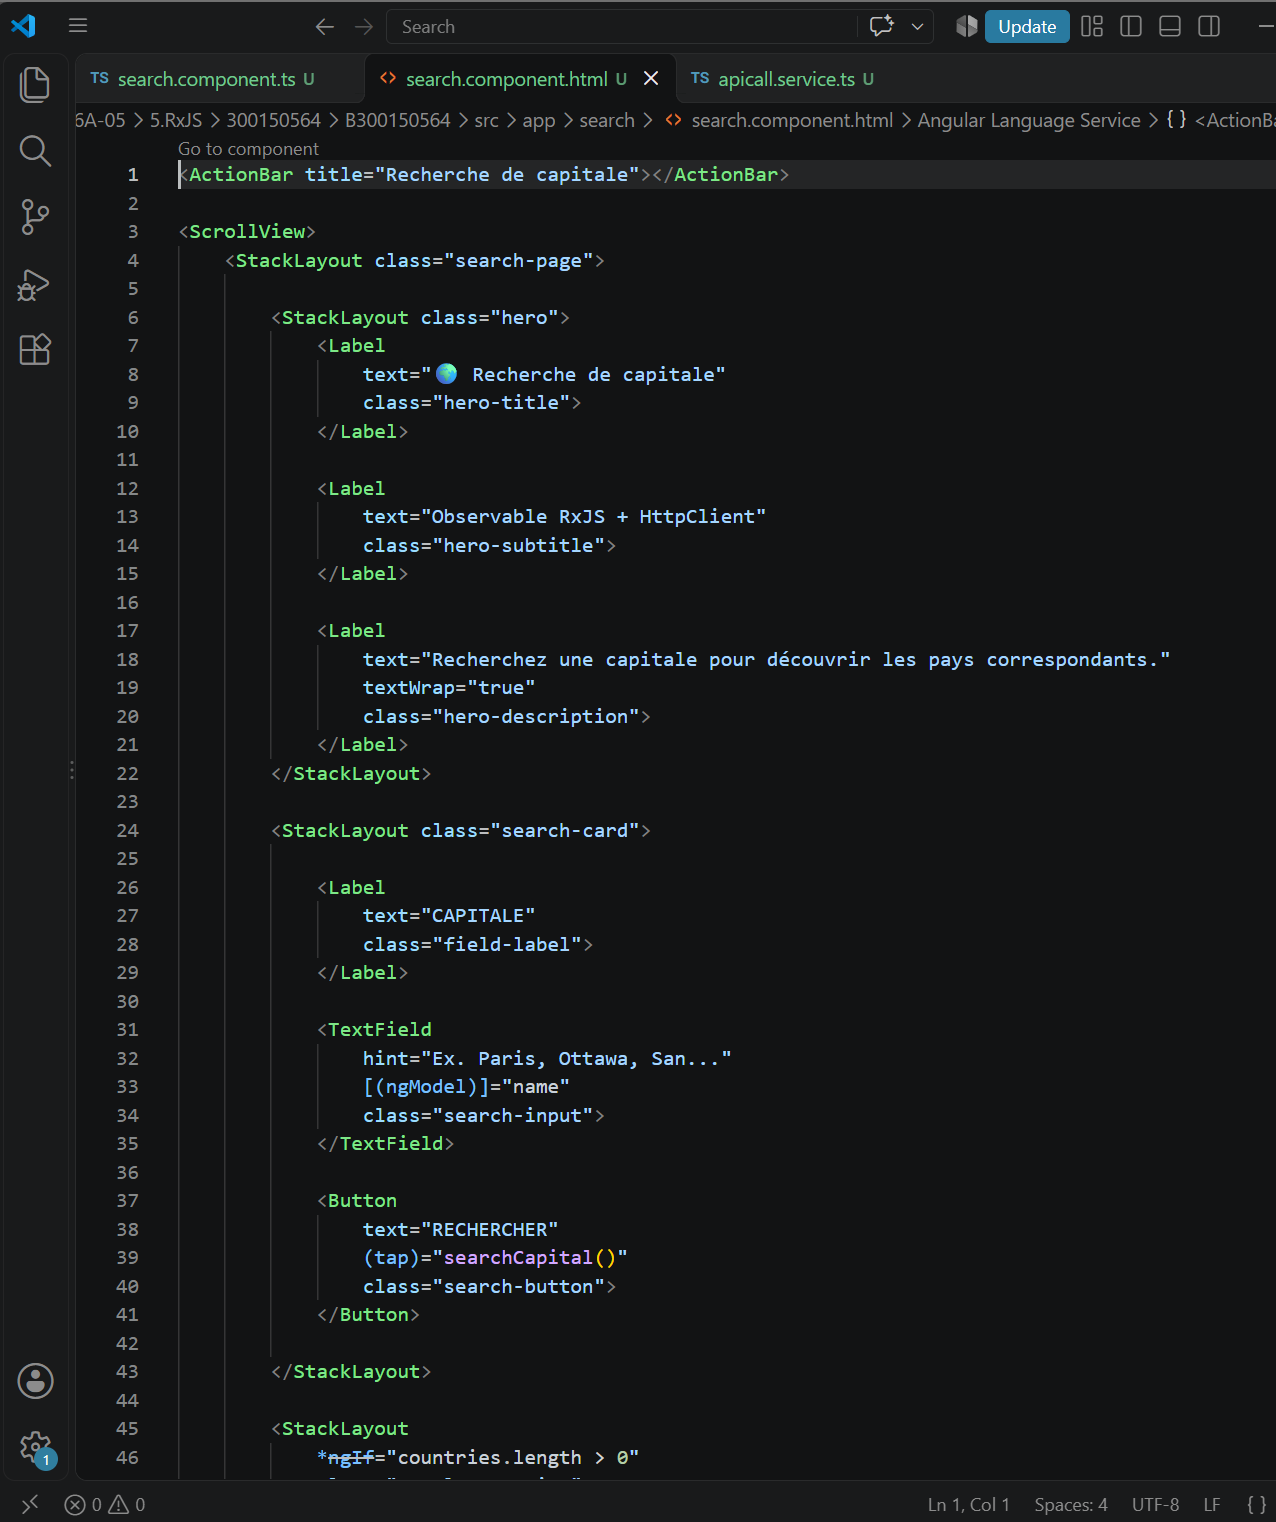 Search
Update
TS search.component.ts U
<> search.component.html U
TS apicall.service.ts U
6A-05 > 5.RxJS > 300150564 > B300150564 > src > app > search > <> search.component.html > Angular Language Service > {} <ActionBa
Go to component
1 <ActionBar title="Recherche de capitale"></ActionBar>
2
3 <ScrollView>
4 <StackLayout class="search-page">
5
6 <StackLayout class="hero">
7 <Label
8 text="🌍 Recherche de capitale"
9 class="hero-title">
10 </Label>
11
12 <Label
13 text="Observable RxJS + HttpClient"
14 class="hero-subtitle">
15 </Label>
16
17 <Label
18 text="Recherchez une capitale pour découvrir les pays correspondants."
19 textWrap="true"
20 class="hero-description">
21 </Label>
22 </StackLayout>
23
24 <StackLayout class="search-card">
25
26 <Label
27 text="CAPITALE"
28 class="field-label">
29 </Label>
30
31 <TextField
32 hint="Ex. Paris, Ottawa, San..."
33 [(ngModel)]="name"
34 class="search-input">
35 </TextField>
36
37 <Button
38 text="RECHERCHER"
39 (tap)="searchCapital()"
40 class="search-button">
41 </Button>
42
43 </StackLayout>
44
45 <StackLayout
46 *ngIf="countries.length > 0"
1
0 0
Ln 1, Col 1 Spaces: 4 UTF-8 LF {}